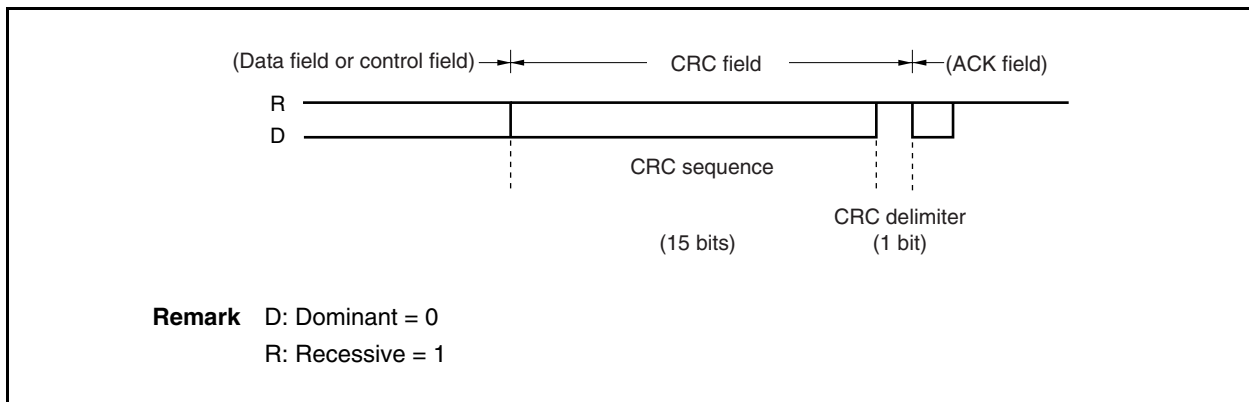 (Data field or control field) CRC field (ACK field)
R
D
CRC sequence
CRC delimiter
(15 bits) (1 bit)
Remark D: Dominant = 0
R: Recessive = 1